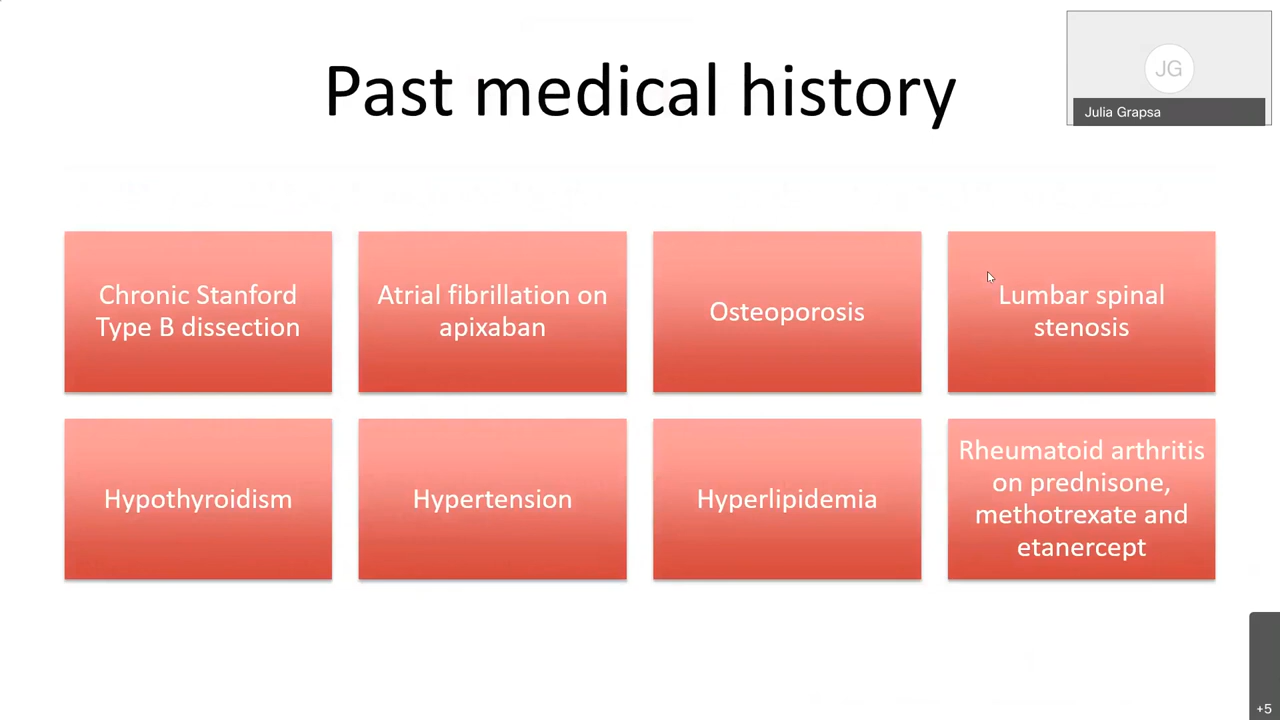 Past medical history
JG
Julia Grapsa
Chronic Stanford
Type B dissection
Atrial fibrillation on
apixaban
Osteoporosis
Lumbar spinal
stenosis
Hypothyroidism
Hypertension
Hyperlipidemia
Rheumatoid arthritis
on prednisone,
methotrexate and
etanercept
+5